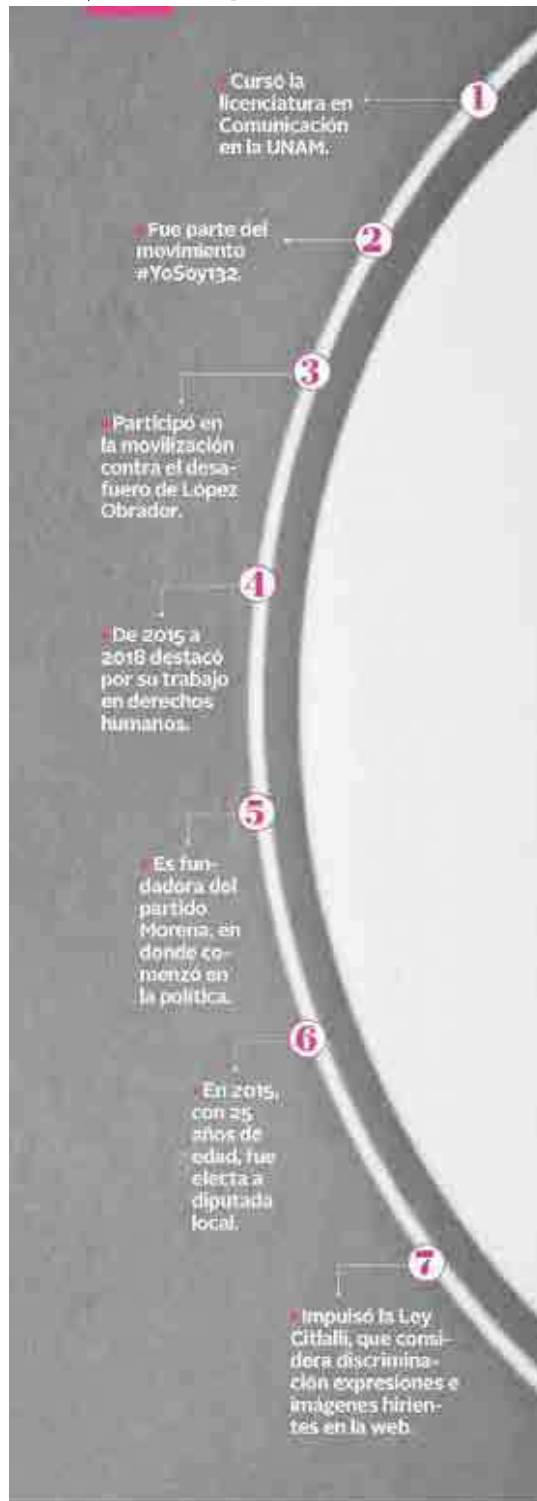 1
Cursó la
licenciatura en
Comunicación
en la UNAM.
2
Fue parte del
movimiento
#YoSoy132.
3
Participó en
la movilización
contra el desa-
fuero de López
Obrador.
4
De 2015 a
2018 destacó
por su trabajo
en derechos
humanos.
5
Es fun-
dadora del
partido
Morena, en
donde co-
menzó en
la política.
6
En 2015,
con 25
años de
edad, fue
electa a
diputada
local.
7
Impulsó la Ley
Citlalli, que consi-
dera discrimina-
ción expresiones e
imágenes hirien-
tes en la web